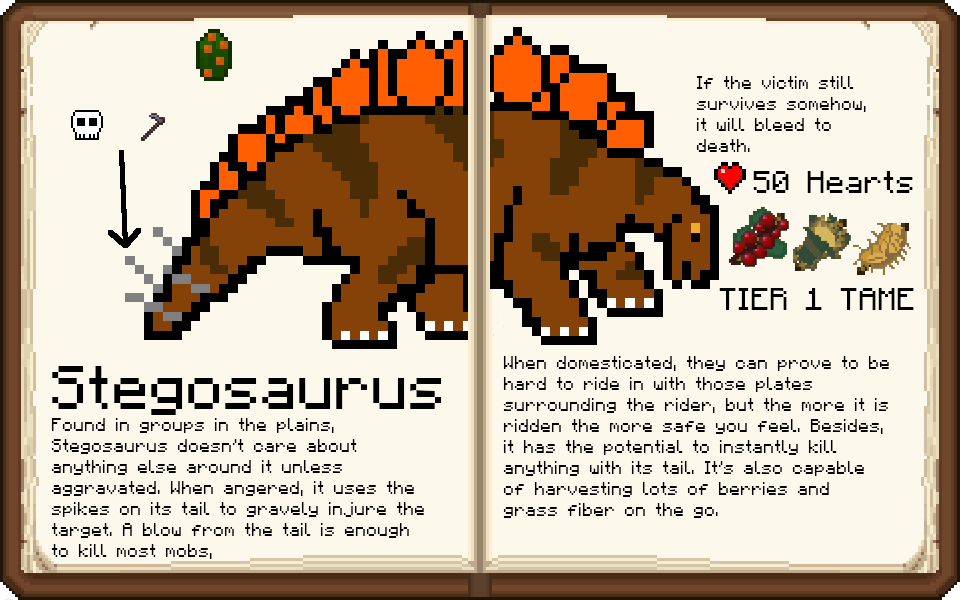 Stegosaurus
Found in groups in the plains,
Stegosaurus doesn't care about
anything else around it unless
aggravated. When angered, it uses the
spikes on its tail to gravely injure the
target. A blow from the tail is enough
to kill most mobs,
If the victim still
survives somehow,
it will bleed to
death.
50 Hearts
TIER 1 TAME
When domesticated, they can prove to be
hard to ride in with those plates
surrounding the rider, but the more it is
ridden the more safe you feel. Besides,
it has the potential to instantly kill
anything with its tail. It's also capable
of harvesting lots of berries and
grass fiber on the go.